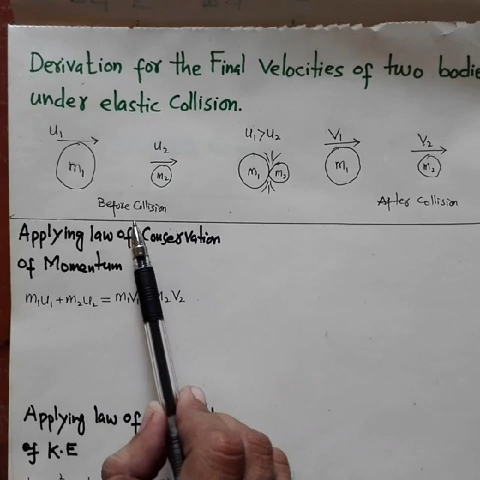 Derivation for the Final Velocities of two bodie
under elastic Collision.
U1 U2 U1>U2 V1 V2
m1 m2 m1 m2 m1 m2
Before Collision After Collision
Applying law of Conservation
of Momentum
m1u1 + m2u2 = m1V1 m2V2
Applying law of
of K.E